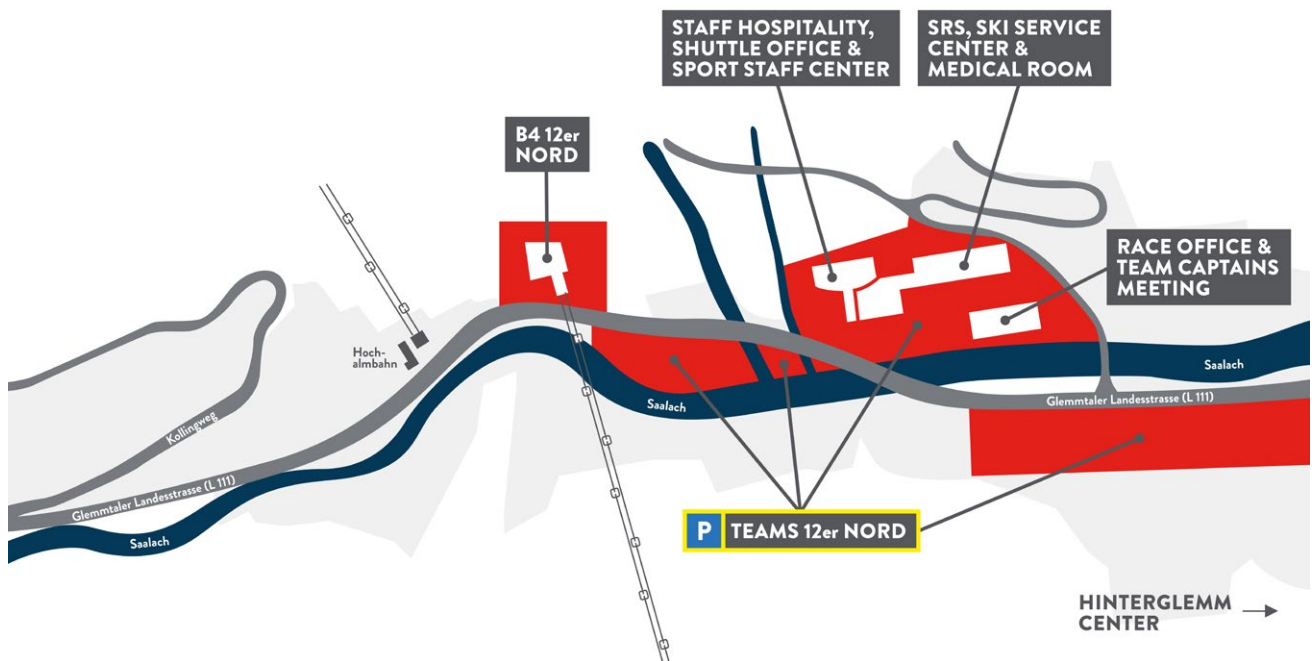 STAFF HOSPITALITY,
SHUTTLE OFFICE &
SPORT STAFF CENTER
SRS, SKI SERVICE
CENTER &
MEDICAL ROOM
B4 12er
NORD
RACE OFFICE &
TEAM CAPTAINS
MEETING
Hoch-
almbahn
Saalach
Kollingweg
Saalach
Glemmtaler Landesstrasse (L 111)
Glemmtaler Landesstrasse (L 111)
Saalach
P TEAMS 12er NORD
HINTERGLEMM
CENTER